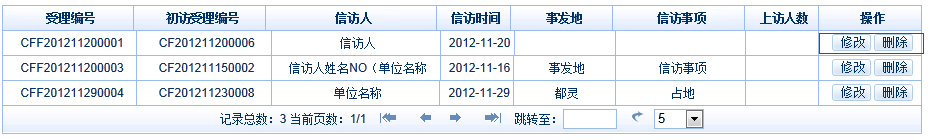 受理编号 初访受理编号 信访人 信访时间 事发地 信访事项 上访人数 操作
CFF201211200001 CF201211200006 信访人 2012-11-20 修改 删除
CFF201211200003 CF201211150002 信访人姓名NO（单位名称 2012-11-16 事发地 信访事项 修改 删除
CFF201211290004 CF201211230008 单位名称 2012-11-29 都灵 占地 修改 删除
记录总数：3 当前页数：1/1 跳转至： 5